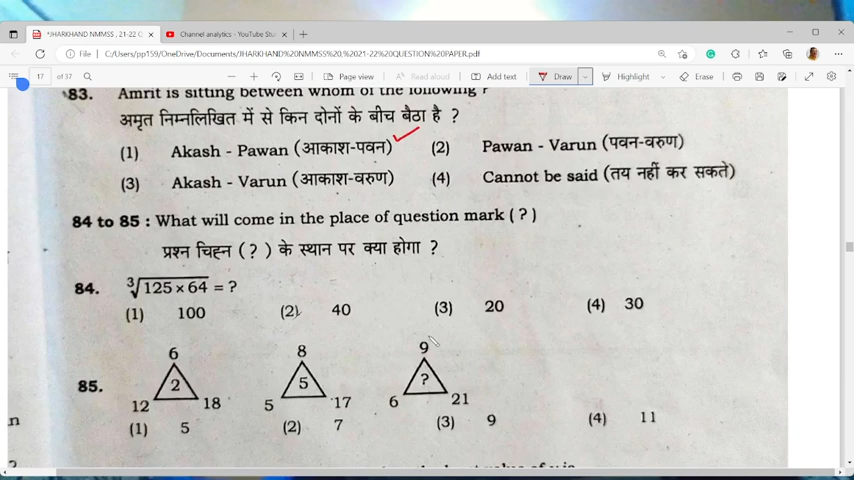 *JHARKHAND NMMSS, 21-22 Q
Channel analytics - YouTube Stu
File C:/Users/pp159/OneDrive/Documents/JHARKHAND%20NMMSS%20,%2021-22%20QUESTION%20PAPER.pdf
17 of 37 Page view Read aloud Add text Draw Highlight Erase
83. Amrit is sitting between whom of the following ?
अमृत निम्नलिखित में से किन दोनों के बीच बैठा है ?
(1) Akash - Pawan (आकाश-पवन) (2) Pawan - Varun (पवन-वरुण)
(3) Akash - Varun (आकाश-वरुण) (4) Cannot be said (तय नहीं कर सकते)
84 to 85 : What will come in the place of question mark (?)
प्रश्न चिह्न (?) के स्थान पर क्या होगा ?
84. ∛125 × 64 = ?
(1) 100 (2) 40 (3) 20 (4) 30
6 8 9
85. 2 5 ?
12 18 5 17 6 21
(1) 5 (2) 7 (3) 9 (4) 11